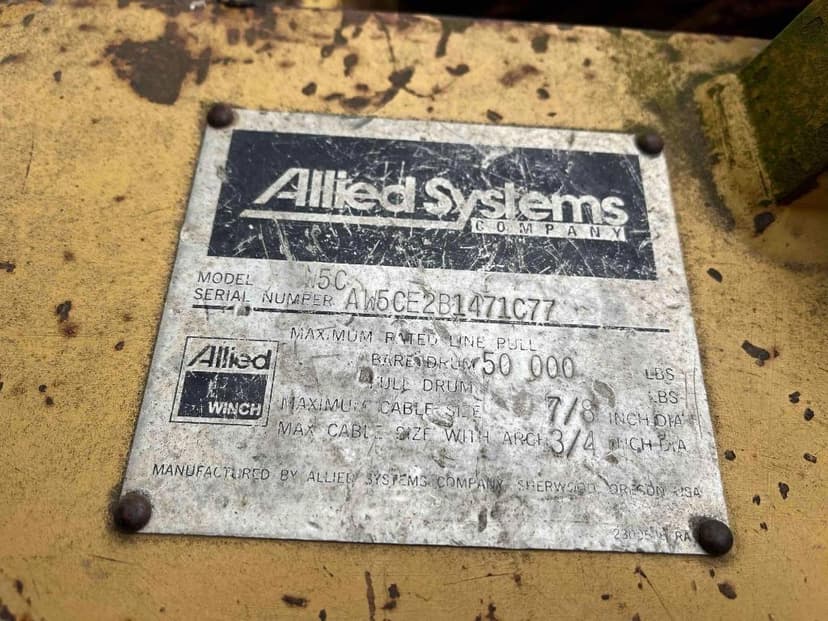 Allied Systems
COMPANY
MODEL W5C
SERIAL NUMBER AW5CE2B1471C77
MAXIMUM RATED LINE PULL
BARE DRUM 50 000 LBS
FULL DRUM LBS
Allied
WINCH
MAXIMUM CABLE SIZE 7/8 INCH DIA
MAX CABLE SIZE WITH ARCH 3/4 INCH DIA
MANUFACTURED BY ALLIED SYSTEMS COMPANY, SHERWOOD, OREGON USA